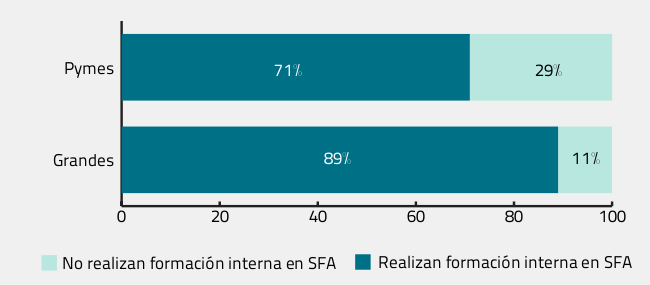 Pymes 71% 29%
Grandes 89% 11%
0 20 40 60 80 100
No realizan formación interna en SFA Realizan formación interna en SFA